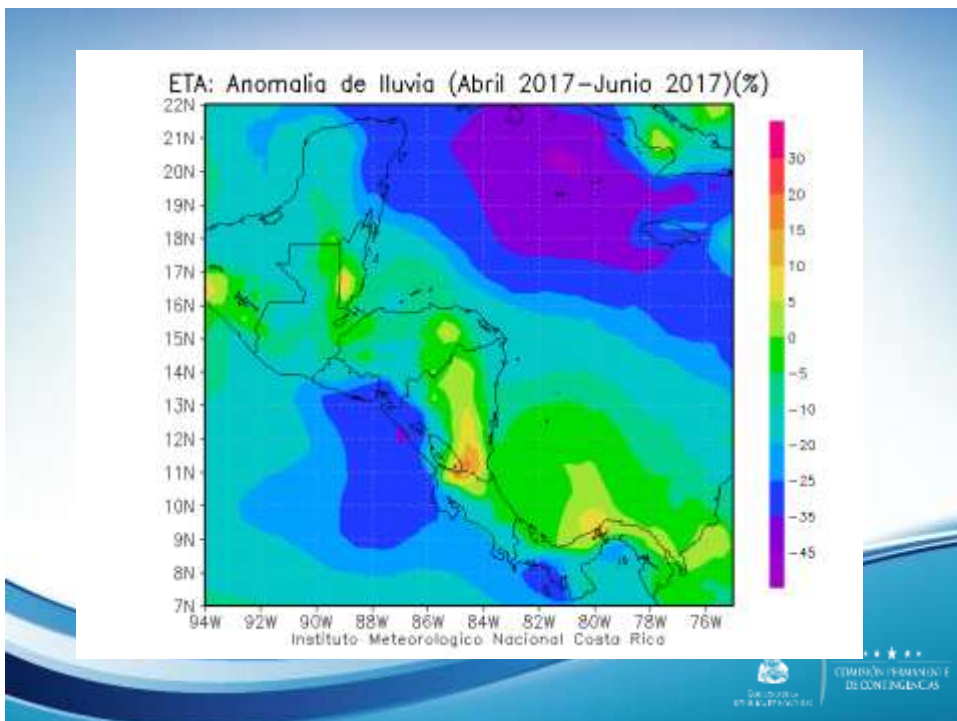 ETA: Anomalia de lluvia (Abril 2017-Junio 2017)(%)
22N
21N
20N
19N
18N
17N
16N
15N
14N
13N
12N
11N
10N
9N
8N
7N
94W 92W 90W 88W 86W 84W 82W 80W 78W 76W
30
20
15
10
5
0
-5
-10
-20
-25
-35
-45
Instituto Meteorologico Nacional Costa Rica
COMISIÓN PERMANENTE
DE CONTINGENCIAS